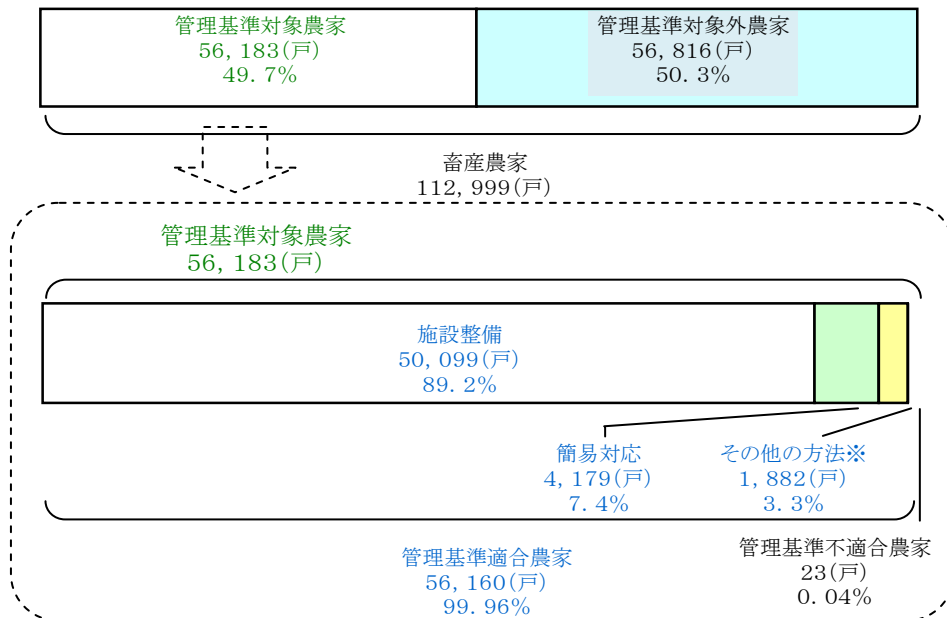 管理基準対象農家
56,183(戸)
49.7%
管理基準対象外農家
56,816(戸)
50.3%
畜産農家
112,999(戸)
管理基準対象農家
56,183(戸)
施設整備
50,099(戸)
89.2%
簡易対応
4,179(戸)
7.4%
その他の方法※
1,882(戸)
3.3%
管理基準適合農家
56,160(戸)
99.96%
管理基準不適合農家
23(戸)
0.04%